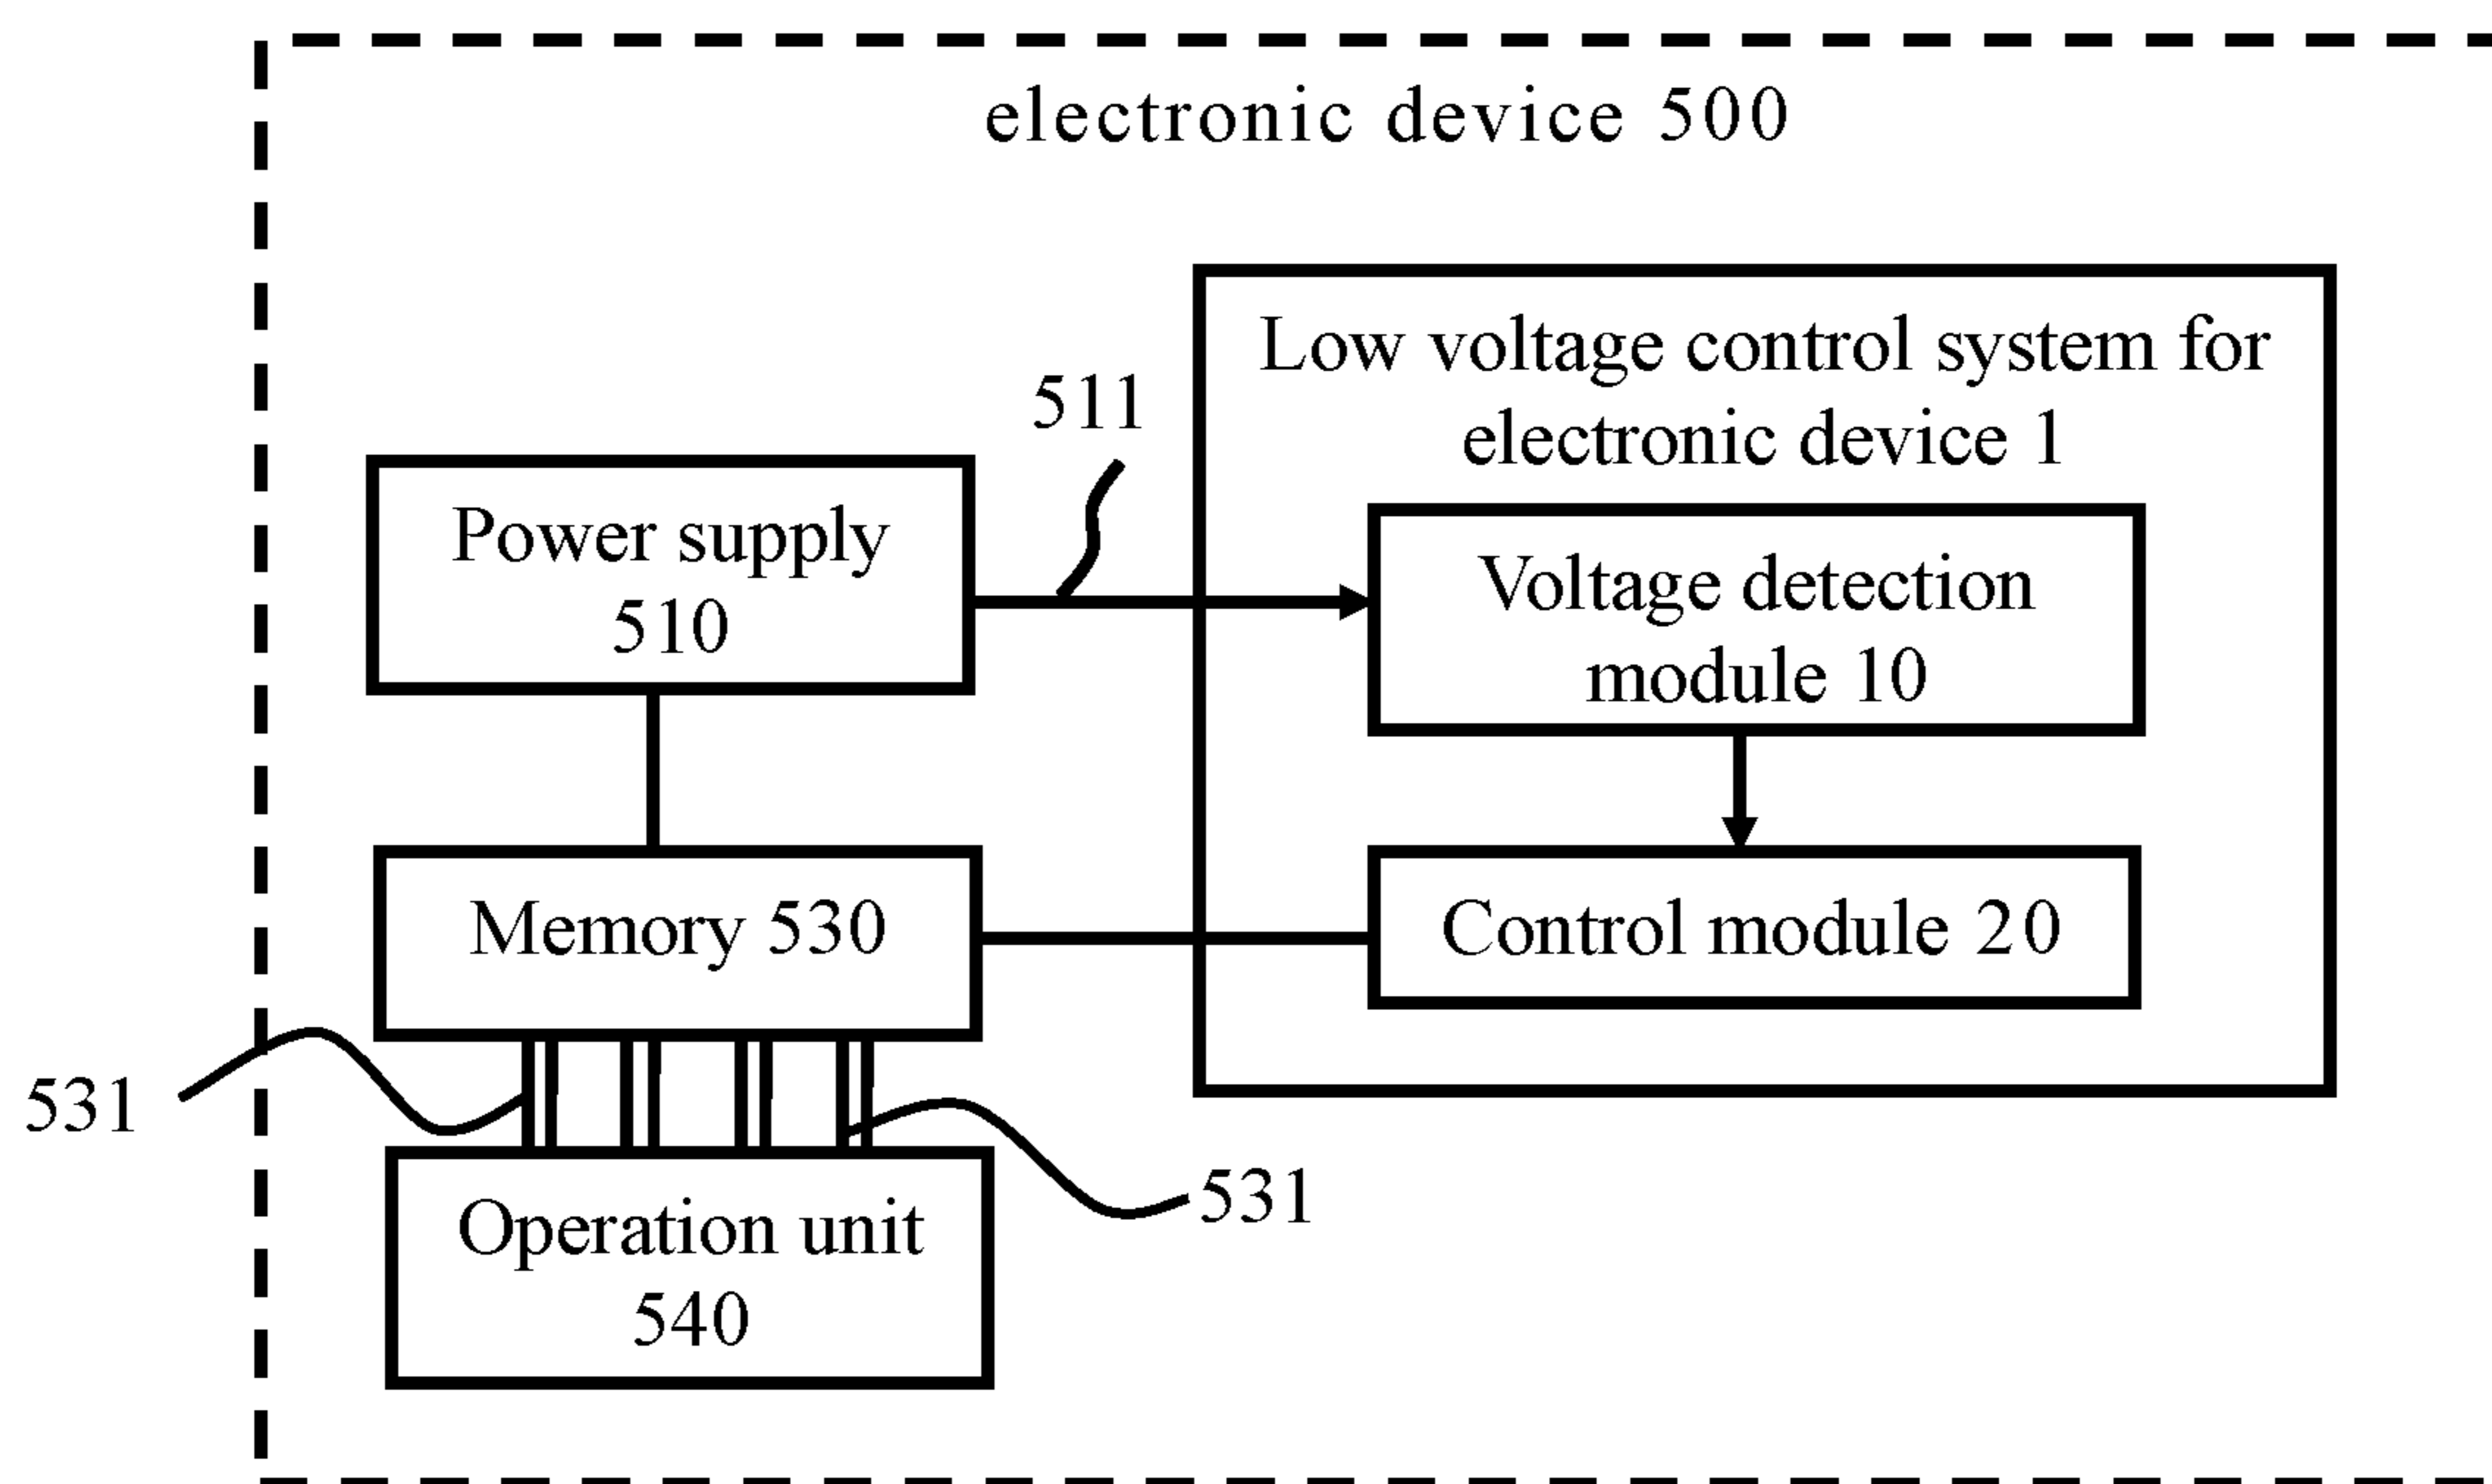 electronic device 500
Low voltage control system for
electronic device 1
511
Power supply
510
Voltage detection
module 10
Memory 530
Control module 20
531
531
Operation unit
540